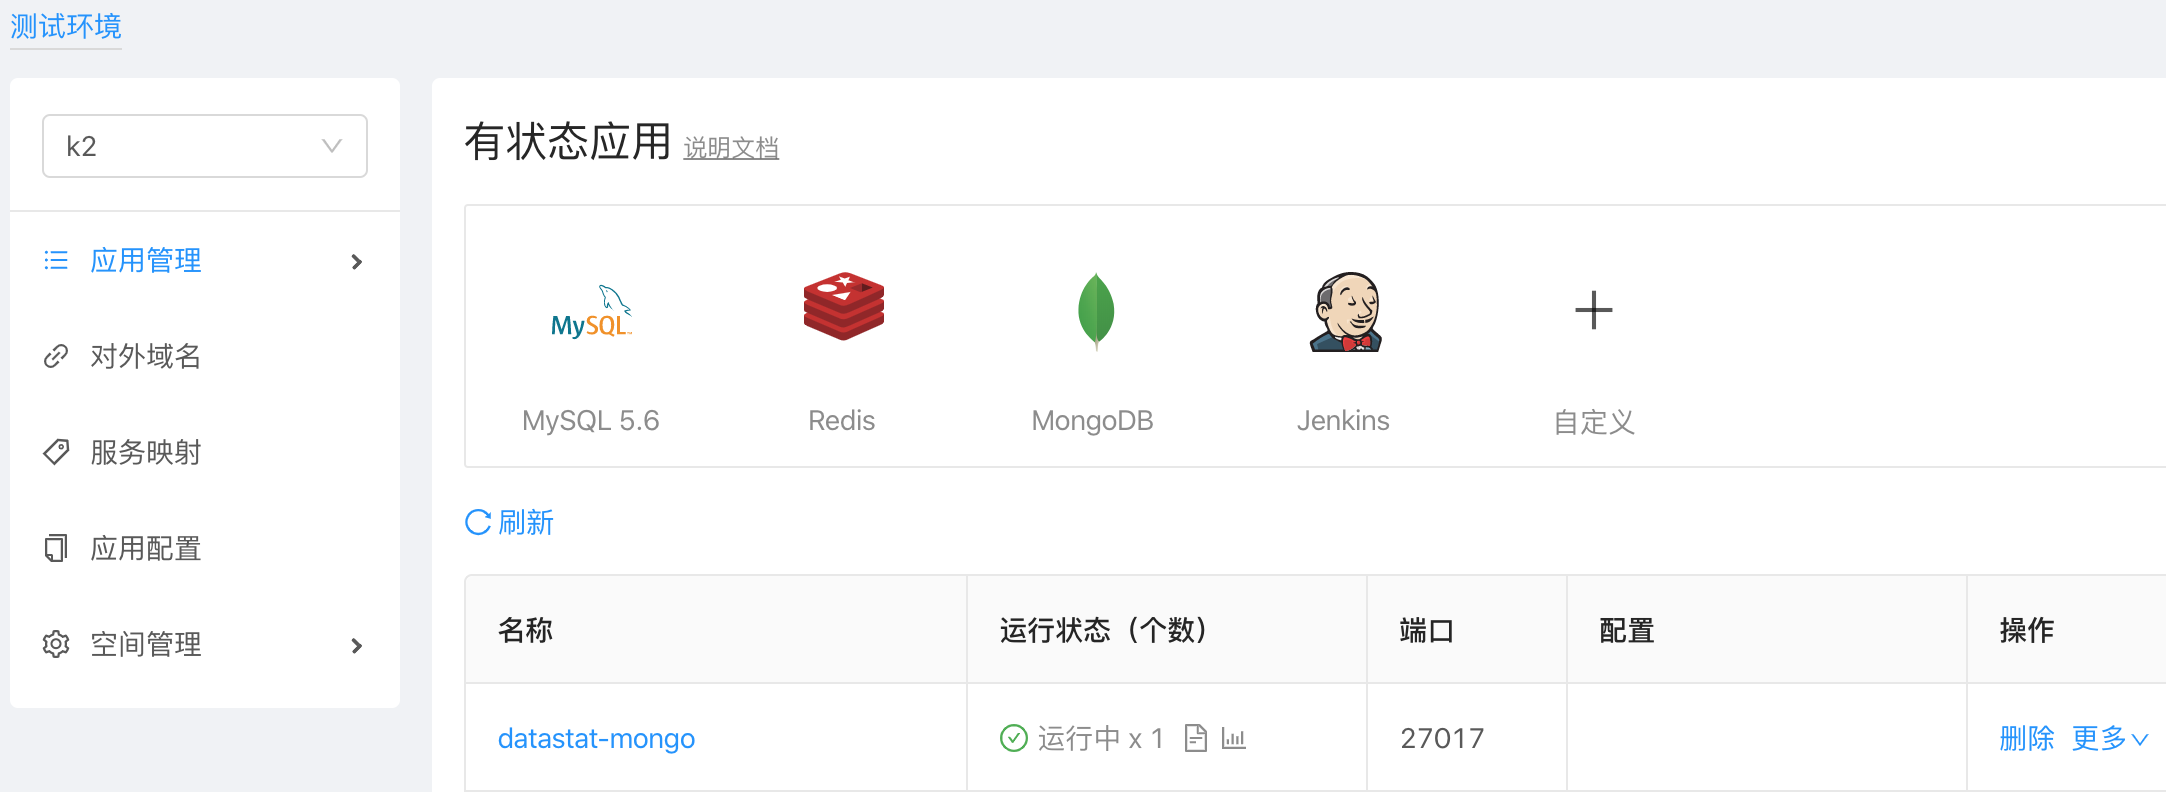 测试环境
k2
应用管理
对外域名
服务映射
应用配置
空间管理
有状态应用 说明文档
MySQL
MySQL 5.6 Redis MongoDB Jenkins 自定义
刷新
名称 运行状态（个数） 端口 配置 操作
datastat-mongo 运行中 x 1 27017 删除 更多